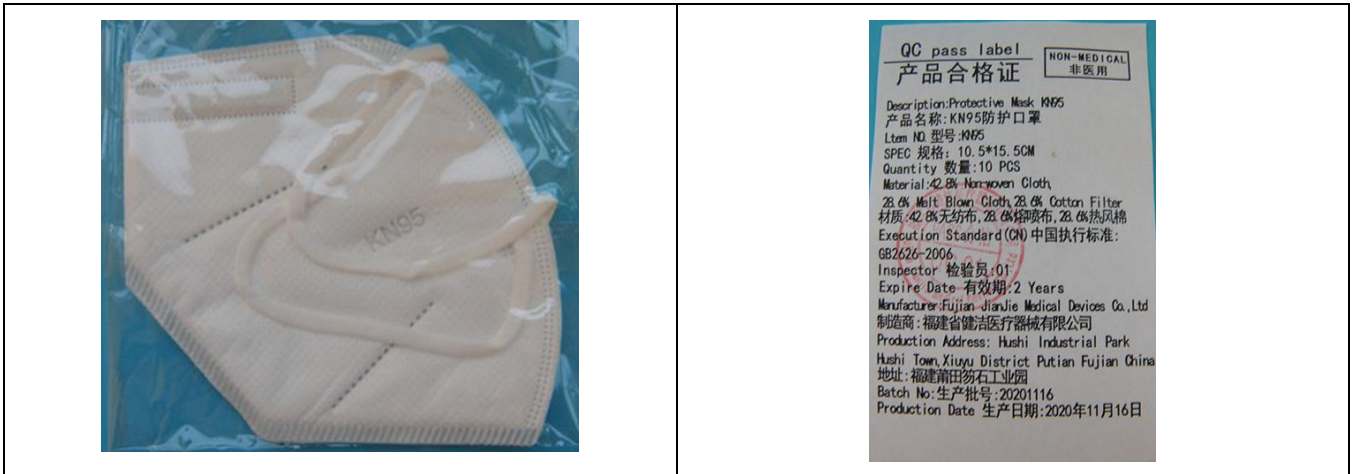 KN95
QC pass label
产品合格证
NON-MEDICAL
非医用
Description:Protective Mask KN95
产品名称:KN95防护口罩
Ltem NO.型号:KN95
SPEC 规格: 10.5*15.5CM
Quantity 数量:10 PCS
Material:42.8% Non-woven Cloth,
28.6% Melt Blown Cloth,28.6% Cotton Filter
材质:42.8%无纺布,28.6%熔喷布,28.6%热风棉
Execution Standard(CN)中国执行标准:
GB2626-2006
Inspector 检验员:01
Expire Date 有效期:2 Years
Manufacturer:Fujian JianJie Medical Devices Co.,Ltd
制造商:福建省健洁医疗器械有限公司
Production Address: Hushi Industrial Park
Hushi Town,Xiuyu District Putian Fujian China
地址:福建莆田笏石工业园
Batch No:生产批号:20201116
Production Date 生产日期:2020年11月16日